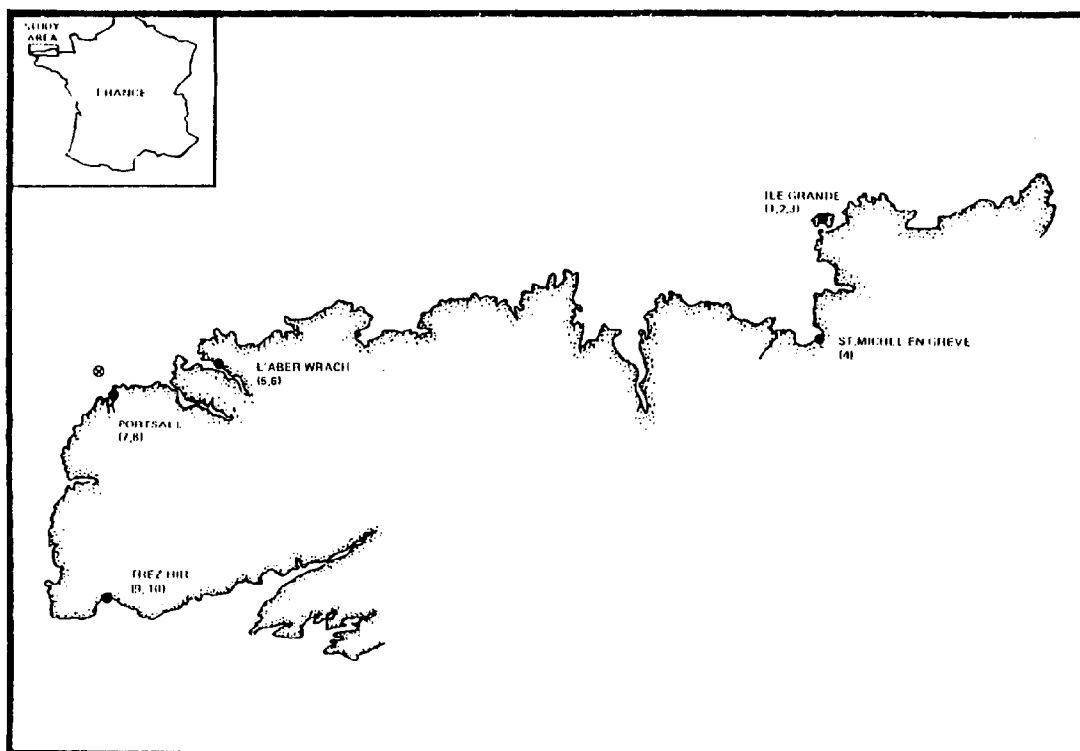 STUDY
AREA
FRANCE
ILE GRANDE
(1,2,3)
ST. MICHEL EN GREVE
(4)
L'ABER WRACH
(5,6)
PORTSALL
(7,8)
TREZ HIR
(9, 10)